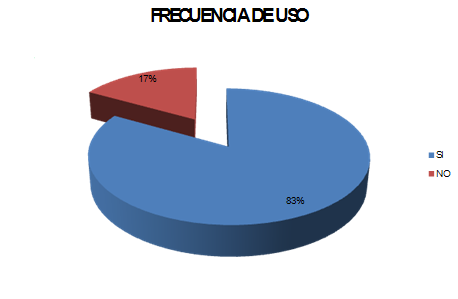 FRECUENCIA DE USO
17%
SI
NO
83%